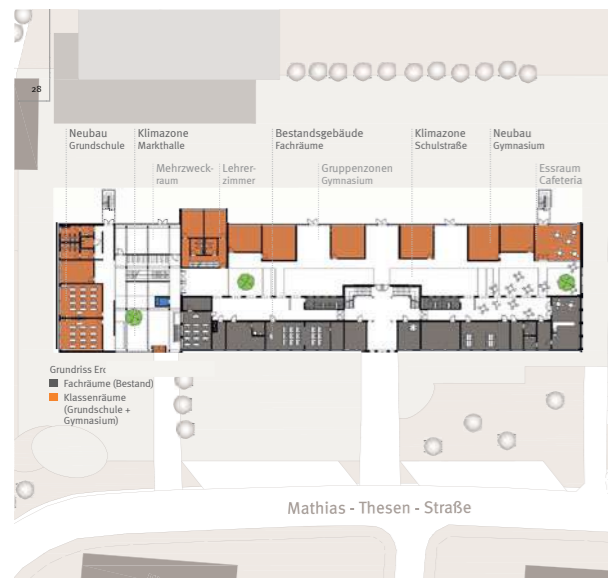 28
Neubau
Grundschule
Klimazone
Markthalle
Bestandsgebäude
Fachräume
Klimazone
Schulstraße
Neubau
Gymnasium
Mehrzweck-
raum
Lehrer-
zimmer
Gruppenzonen
Gymnasium
Essraum
Cafeteria
Grundriss
Fachräume (Bestand)
Klassenräume
(Grundschule +
Gymnasium)
Mathias - Thesen - Straße